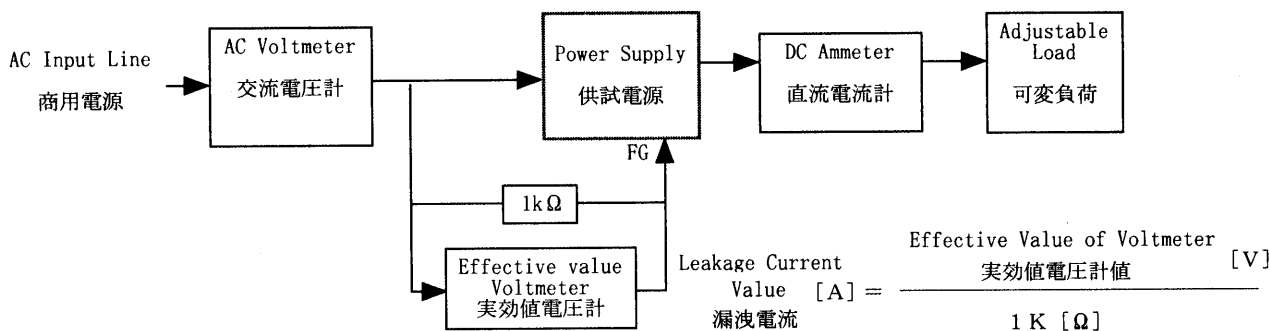 AC Input Line
商用電源
AC Voltmeter
交流電圧計
Power Supply
供試電源
DC Ammeter
直流電流計
Adjustable
Load
可変負荷
FG
1kΩ
Effective value
Voltmeter
実効値電圧計
Leakage Current
Value [A] =
漏洩電流
Effective Value of Voltmeter
実効値電圧計値 [V]
1 K [Ω]